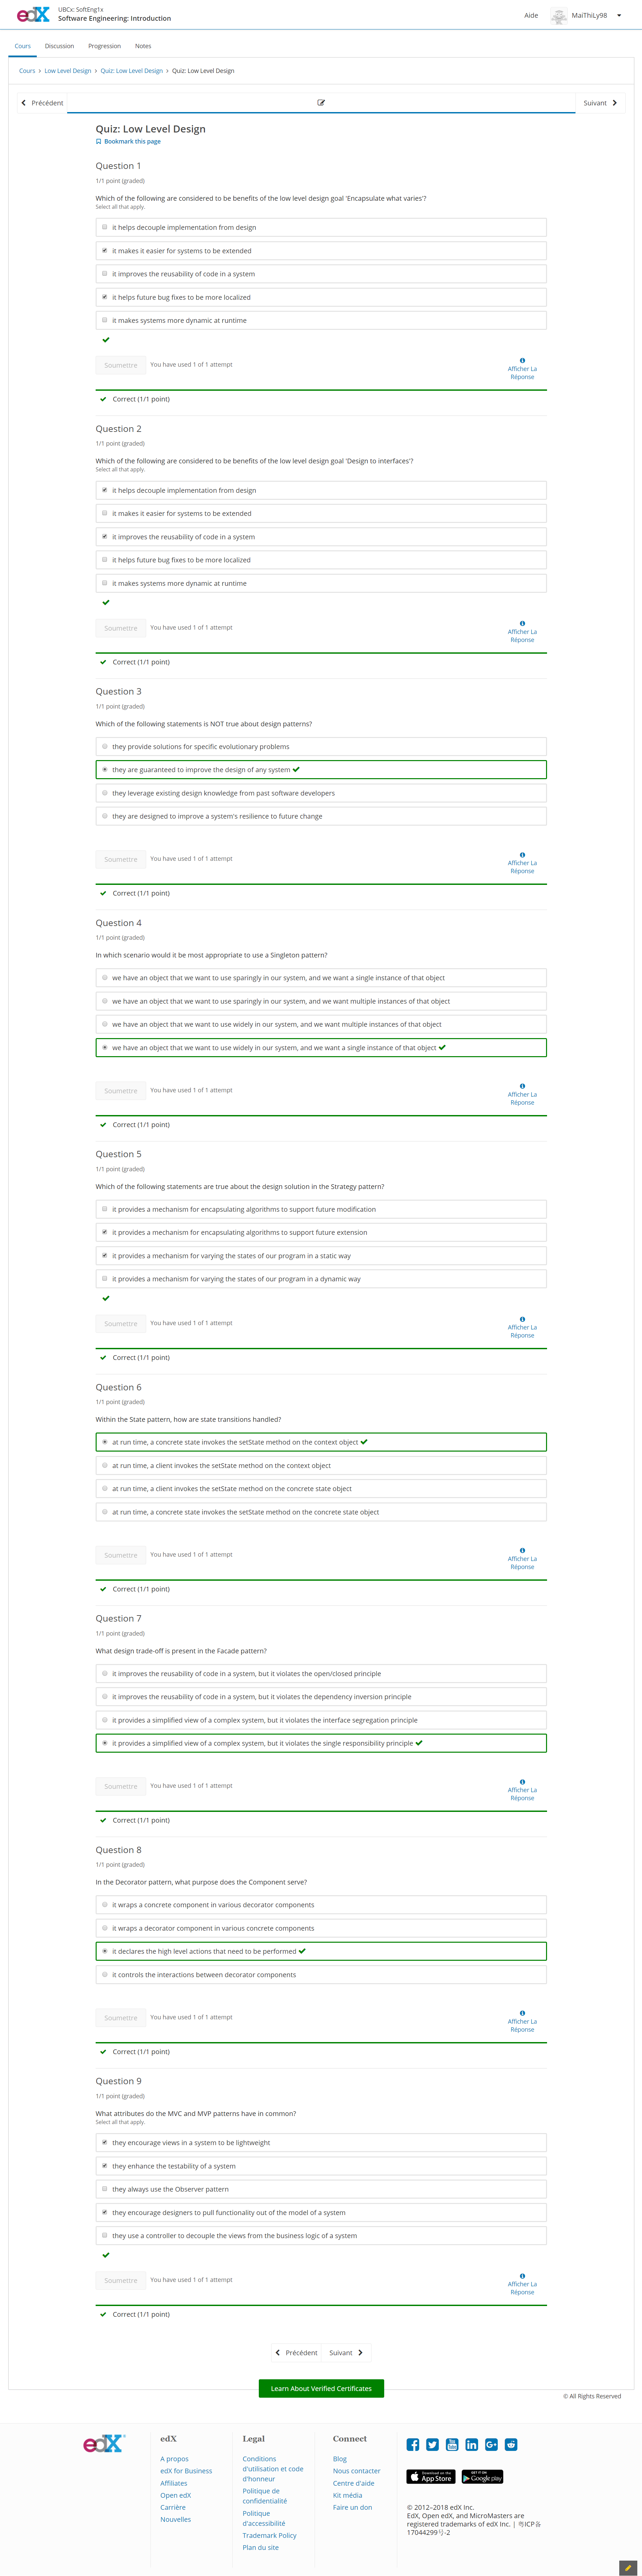 edX
UBCx: SoftEng1x
Software Engineering: Introduction
Aide
MaiThiLy98
Cours
Discussion
Progression
Notes
Cours > Low Level Design > Quiz: Low Level Design > Quiz: Low Level Design
Précédent
Suivant
Quiz: Low Level Design
Bookmark this page
Question 1
1/1 point (graded)
Which of the following are considered to be benefits of the low level design goal 'Encapsulate what varies'?
Select all that apply.
it helps decouple implementation from design
it makes it easier for systems to be extended
it improves the reusability of code in a system
it helps future bug fixes to be more localized
it makes systems more dynamic at runtime
Soumettre
You have used 1 of 1 attempt
Afficher La
Réponse
Correct (1/1 point)
Question 2
1/1 point (graded)
Which of the following are considered to be benefits of the low level design goal 'Design to interfaces'?
Select all that apply.
it helps decouple implementation from design
it makes it easier for systems to be extended
it improves the reusability of code in a system
it helps future bug fixes to be more localized
it makes systems more dynamic at runtime
Soumettre
You have used 1 of 1 attempt
Afficher La
Réponse
Correct (1/1 point)
Question 3
1/1 point (graded)
Which of the following statements is NOT true about design patterns?
they provide solutions for specific evolutionary problems
they are guaranteed to improve the design of any system
they leverage existing design knowledge from past software developers
they are designed to improve a system's resilience to future change
Soumettre
You have used 1 of 1 attempt
Afficher La
Réponse
Correct (1/1 point)
Question 4
1/1 point (graded)
In which scenario would it be most appropriate to use a Singleton pattern?
we have an object that we want to use sparingly in our system, and we want a single instance of that object
we have an object that we want to use sparingly in our system, and we want multiple instances of that object
we have an object that we want to use widely in our system, and we want multiple instances of that object
we have an object that we want to use widely in our system, and we want a single instance of that object
Soumettre
You have used 1 of 1 attempt
Afficher La
Réponse
Correct (1/1 point)
Question 5
1/1 point (graded)
Which of the following statements are true about the design solution in the Strategy pattern?
it provides a mechanism for encapsulating algorithms to support future modification
it provides a mechanism for encapsulating algorithms to support future extension
it provides a mechanism for varying the states of our program in a static way
it provides a mechanism for varying the states of our program in a dynamic way
Soumettre
You have used 1 of 1 attempt
Afficher La
Réponse
Correct (1/1 point)
Question 6
1/1 point (graded)
Within the State pattern, how are state transitions handled?
at run time, a concrete state invokes the setState method on the context object
at run time, a client invokes the setState method on the context object
at run time, a client invokes the setState method on the concrete state object
at run time, a concrete state invokes the setState method on the concrete state object
Soumettre
You have used 1 of 1 attempt
Afficher La
Réponse
Correct (1/1 point)
Question 7
1/1 point (graded)
What design trade-off is present in the Facade pattern?
it improves the reusability of code in a system, but it violates the open/closed principle
it improves the reusability of code in a system, but it violates the dependency inversion principle
it provides a simplified view of a complex system, but it violates the interface segregation principle
it provides a simplified view of a complex system, but it violates the single responsibility principle
Soumettre
You have used 1 of 1 attempt
Afficher La
Réponse
Correct (1/1 point)
Question 8
1/1 point (graded)
In the Decorator pattern, what purpose does the Component serve?
it wraps a concrete component in various decorator components
it wraps a decorator component in various concrete components
it declares the high level actions that need to be performed
it controls the interactions between decorator components
Soumettre
You have used 1 of 1 attempt
Afficher La
Réponse
Correct (1/1 point)
Question 9
1/1 point (graded)
What attributes do the MVC and MVP patterns have in common?
Select all that apply.
they encourage views in a system to be lightweight
they enhance the testability of a system
they always use the Observer pattern
they encourage designers to pull functionality out of the model of a system
they use a controller to decouple the views from the business logic of a system
Soumettre
You have used 1 of 1 attempt
Afficher La
Réponse
Correct (1/1 point)
Précédent
Suivant
Learn About Verified Certificates
© All Rights Reserved
edX
edX
A propos
edX for Business
Affiliates
Open edX
Carrière
Nouvelles
Legal
Conditions
d'utilisation et code
d'honneur
Politique de
confidentialité
Politique
d'accessibilité
Trademark Policy
Plan du site
Connect
Blog
Nous contacter
Centre d'aide
Kit média
Faire un don
Download on the
App Store
GET IT ON
Google play
© 2012–2018 edX Inc.
EdX, Open edX, and MicroMasters are
registered trademarks of edX Inc. | 粤ICP备
17044299号-2